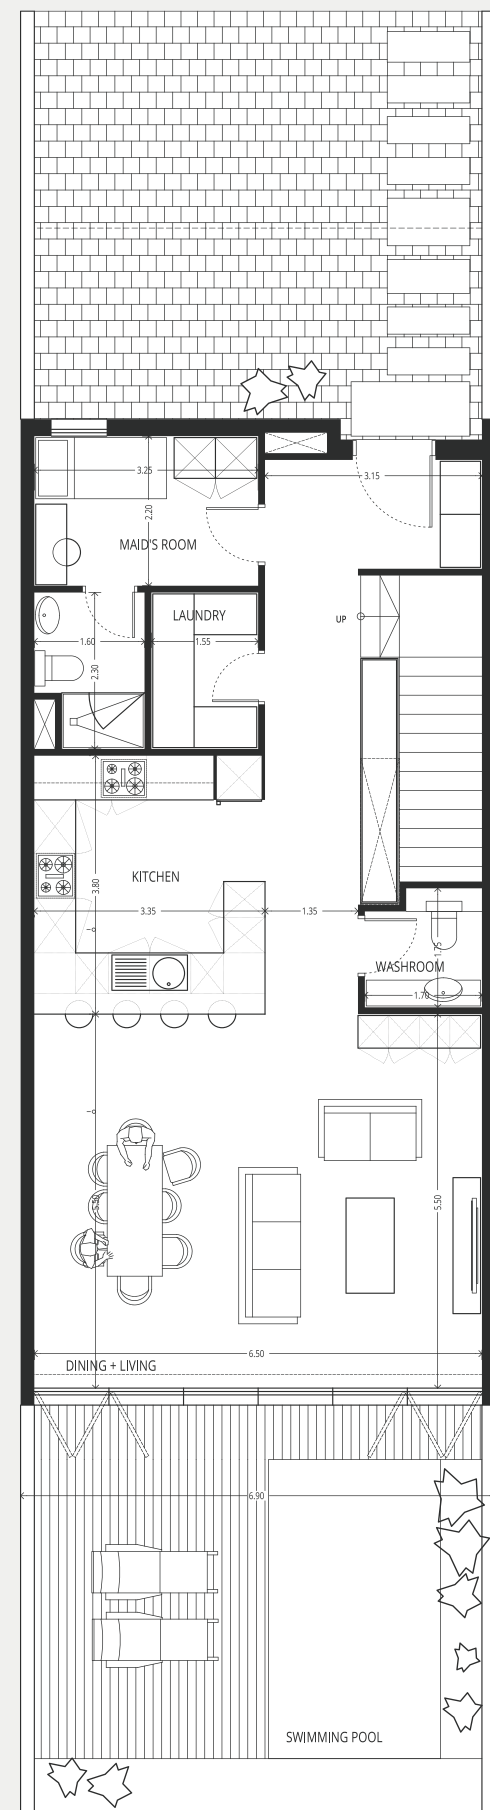 3.25
3.15
2.20
MAID'S ROOM
LAUNDRY
UP
1.60
1.55
2.30
KITCHEN
3.80
3.35
1.35
1.75
WASHROOM
1.70
5.50
5.50
6.50
DINING + LIVING
6.90
SWIMMING POOL